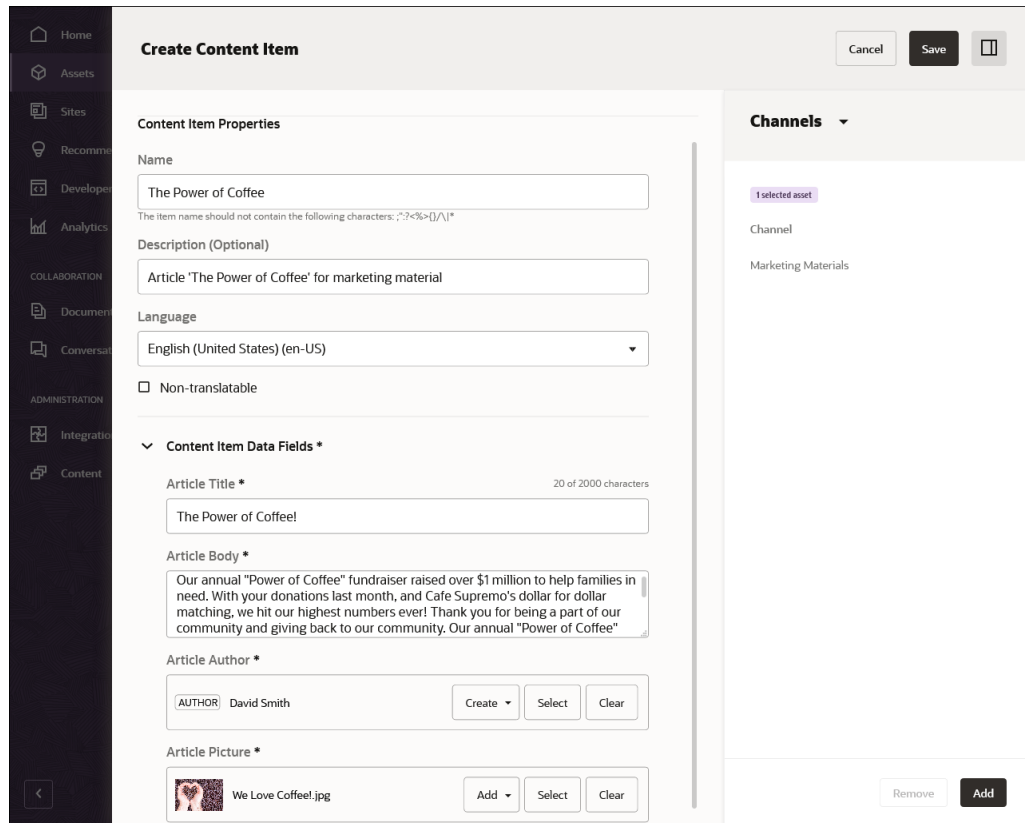 Home
Assets
Sites
Recomme
Developer
Analytics
COLLABORATION
Document
Conversat
ADMINISTRATION
Integratio
Content
Create Content Item
Cancel
Save
Content Item Properties
Name
The Power of Coffee
The item name should not contain the following characters: ;":?<%>{}/\|*
Description (Optional)
Article 'The Power of Coffee' for marketing material
Language
English (United States) (en-US)
Non-translatable
Content Item Data Fields *
Article Title *
20 of 2000 characters
The Power of Coffee!
Article Body *
Our annual "Power of Coffee" fundraiser raised over $1 million to help families in
need. With your donations last month, and Cafe Supremo's dollar for dollar
matching, we hit our highest numbers ever! Thank you for being a part of our
community and giving back to our community. Our annual "Power of Coffee"
Article Author *
AUTHOR David Smith
Create
Select
Clear
Article Picture *
We Love Coffee!.jpg
Add
Select
Clear
Channels
1 selected asset
Channel
Marketing Materials
Remove
Add